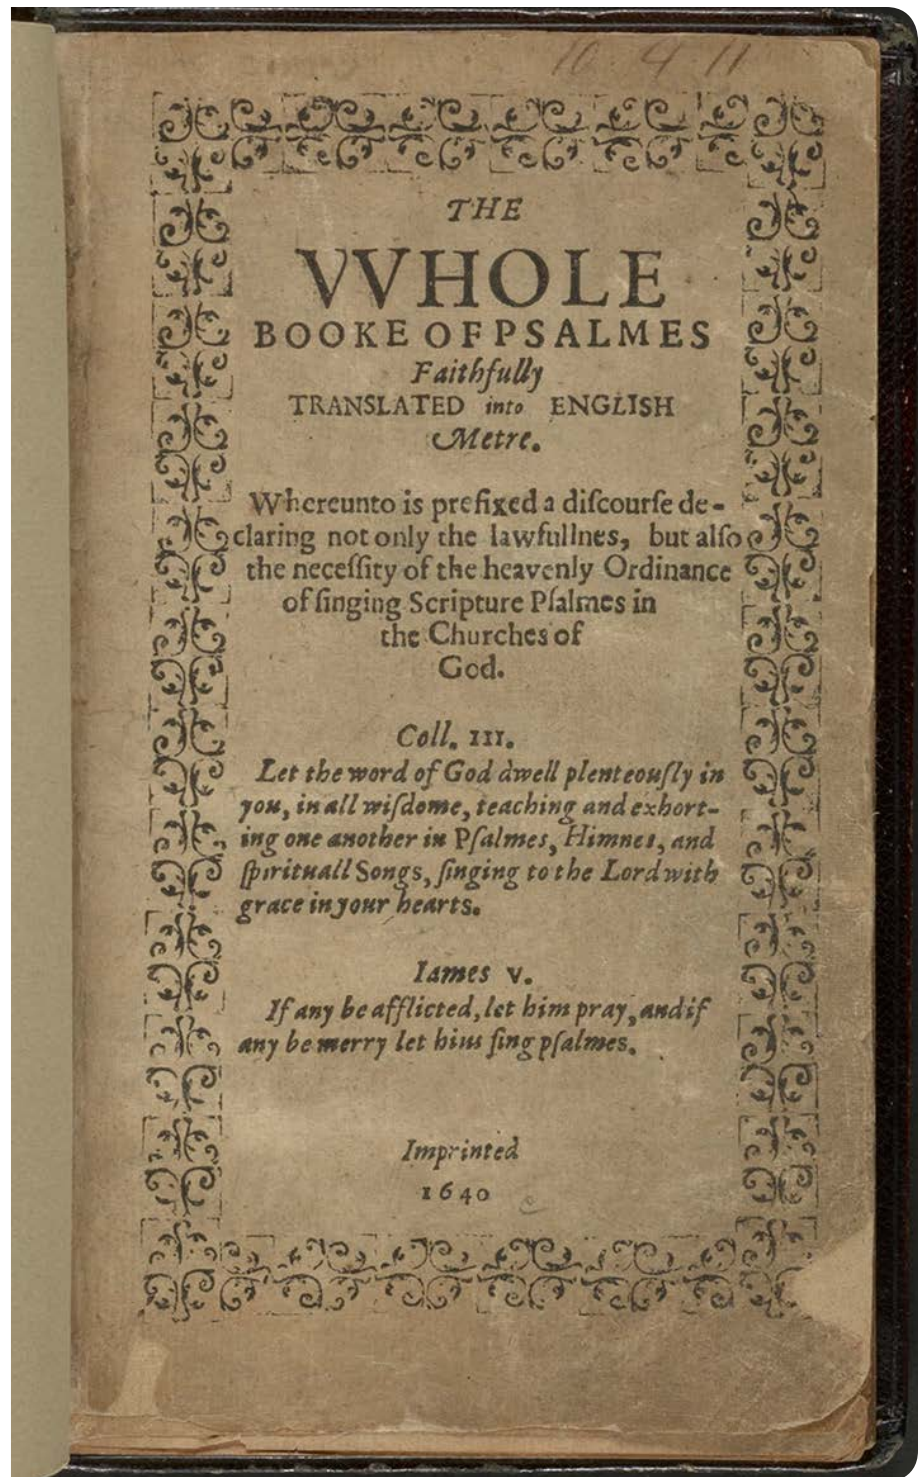 10 4 11
THE
VVHOLE
BOOKE OF PSALMES
Faithfully
TRANSLATED into ENGLISH
Metre.
Whereunto is prefixed a diſcourſe de-
claring not only the lawfullnes, but alſo
the neceſſity of the heavenly Ordinance
of ſinging Scripture Pſalmes in
the Churches of
God.
Coll. III.
Let the word of God dwell plenteouſly in
you, in all wiſdome, teaching and exhort-
ing one another in Pſalmes, Himnes, and
ſpirituall Songs, ſinging to the Lord with
grace in your hearts.
Iames V.
If any be afflicted, let him pray, and if
any be merry let him ſing pſalmes.
Imprinted
1640